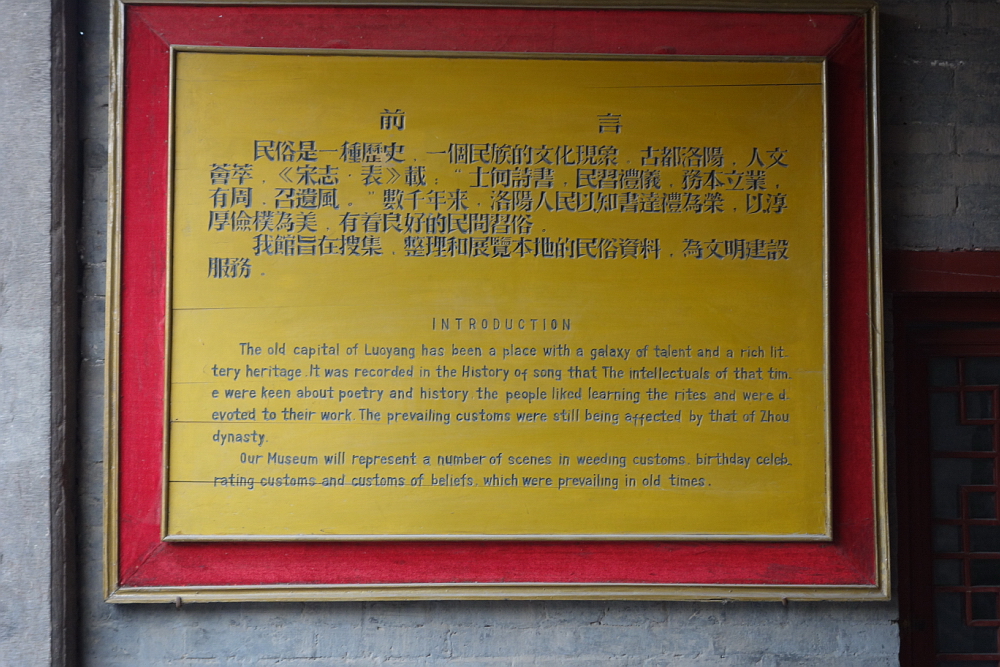 前言
民俗是一種歷史，一個民族的文化現象．古都洛陽，人文
薈萃，《宋志·表》載："士何詩書，民習禮儀，務本立業，
有周．召遺風。"數千年来．洛陽人民以知書達禮為榮，以淳
厚儉樸為美，有着良好的民間習俗．
我館旨在搜集．整理和展覽本地的民俗資料，為文明建設
服務．
INTRODUCTION
The old capital of Luoyang has been a place with a galaxy of talent and a rich lit-
tery heritage.It was recorded in the History of song that The intellectuals of that tim-
e were keen about poetry and history. the people liked learning the rites and were d-
evoted to their work. The prevailing customs were still being affected by that of Zhou
dynasty.
Our Museum will represent a number of scenes in weeding customs. birthday celeb-
rating customs and customs of beliefs. which were prevailing in old times.